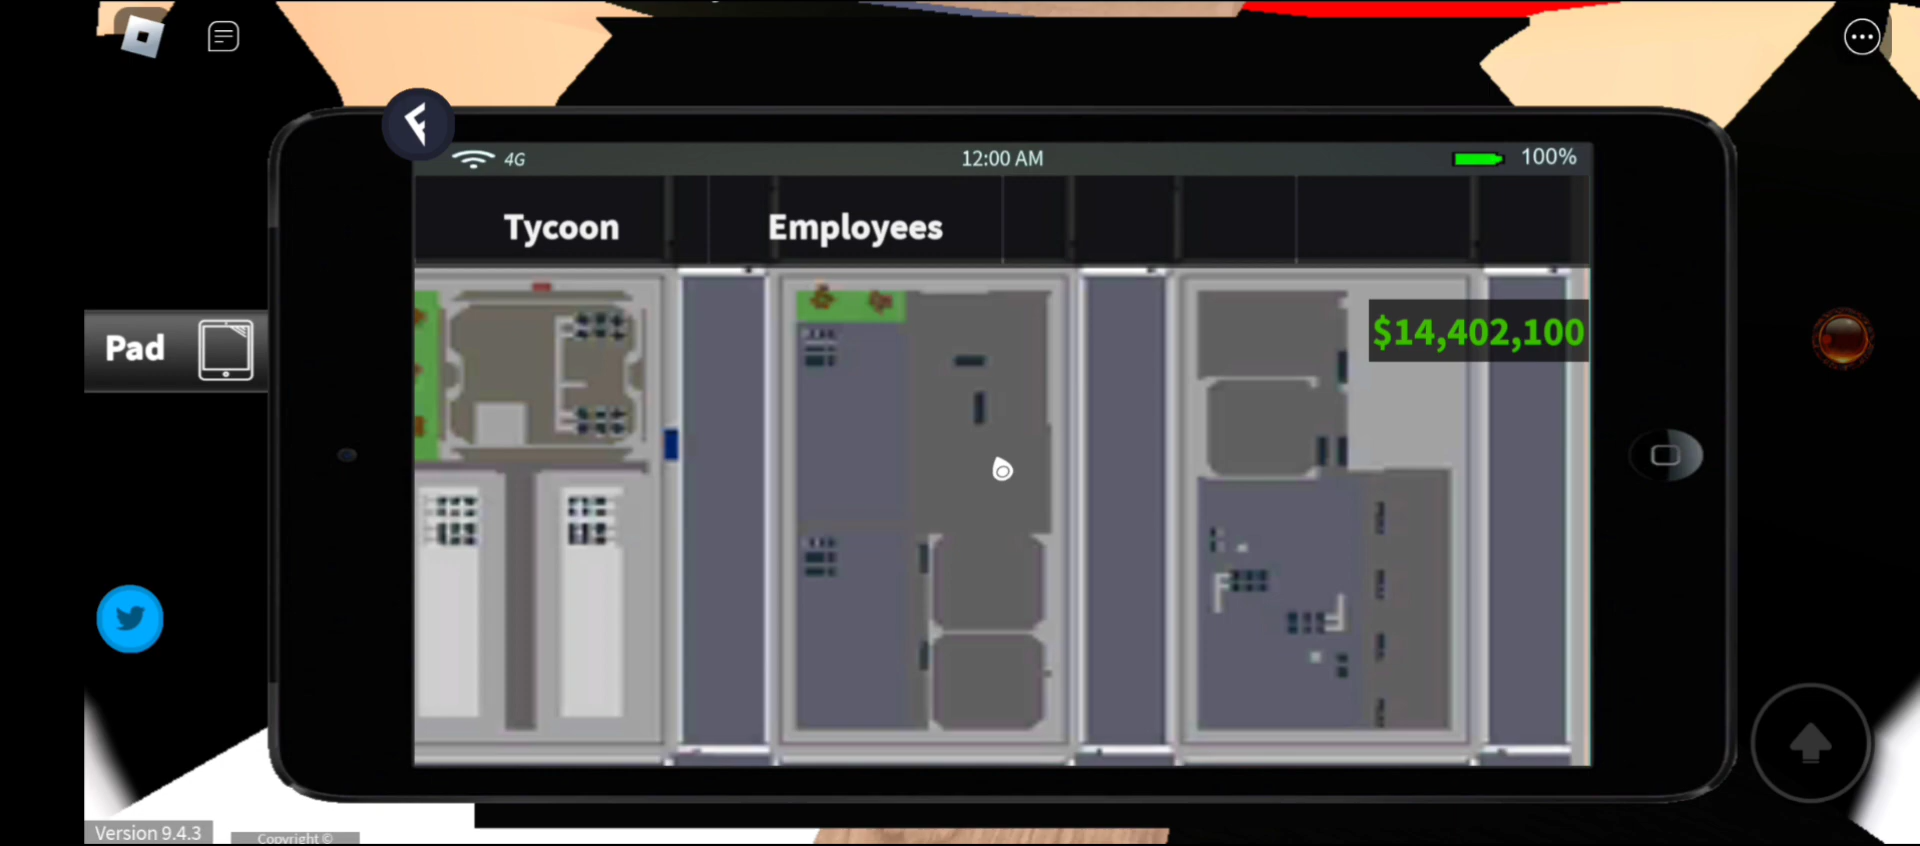 4G
12:00 AM
100%
Tycoon
Employees
$14,402,100
Pad
Version 9.4.3
Copyright ©